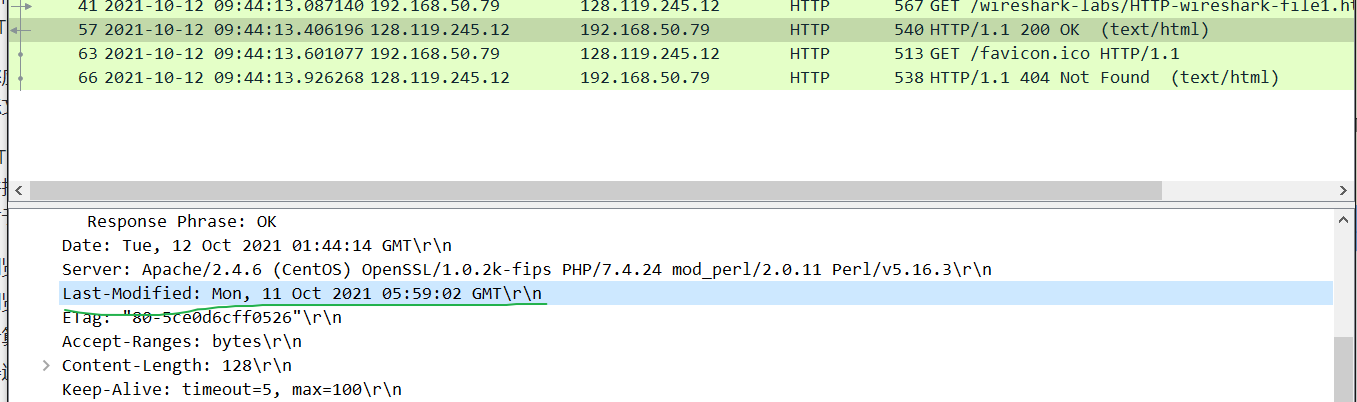 41 2021-10-12 09:44:13.087140 192.168.50.79 128.119.245.12 HTTP 567 GET /wireshark-labs/HTTP-wireshark-file1.ht
57 2021-10-12 09:44:13.406196 128.119.245.12 192.168.50.79 HTTP 540 HTTP/1.1 200 OK (text/html)
63 2021-10-12 09:44:13.601077 192.168.50.79 128.119.245.12 HTTP 513 GET /favicon.ico HTTP/1.1
66 2021-10-12 09:44:13.926268 128.119.245.12 192.168.50.79 HTTP 538 HTTP/1.1 404 Not Found (text/html)
Response Phrase: OK
Date: Tue, 12 Oct 2021 01:44:14 GMT\r\n
Server: Apache/2.4.6 (CentOS) OpenSSL/1.0.2k-fips PHP/7.4.24 mod_perl/2.0.11 Perl/v5.16.3\r\n
Last-Modified: Mon, 11 Oct 2021 05:59:02 GMT\r\n
ETag: "80-5ce0d6cff0526"\r\n
Accept-Ranges: bytes\r\n
Content-Length: 128\r\n
Keep-Alive: timeout=5, max=100\r\n